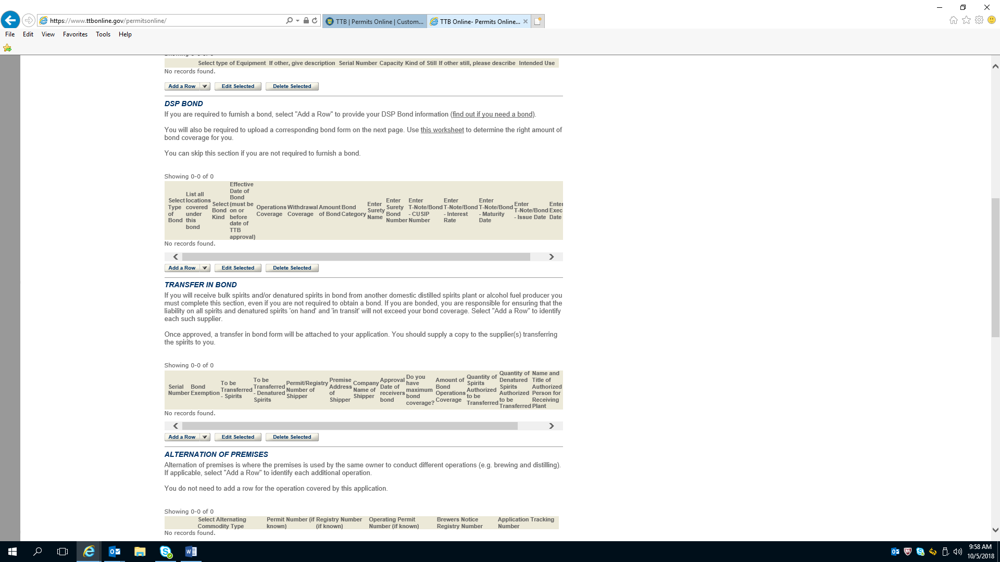 https://www.ttbonline.gov/permitsonline/
TTB | Permits Online | Custom...
TTB Online- Permits Online...
File Edit View Favorites Tools Help
Select type of Equipment If other, give description Serial Number Capacity Kind of Still If other still, please describe Intended Use
No records found.
Add a Row Edit Selected Delete Selected
DSP BOND
If you are required to furnish a bond, select "Add a Row" to provide your DSP Bond information (find out if you need a bond).
You will also be required to upload a corresponding bond form on the next page. Use this worksheet to determine the right amount of
bond coverage for you.
You can skip this section if you are not required to furnish a bond.
Showing 0-0 of 0
Select Type of Bond
List all locations covered under this bond
Select Bond Kind
Effective Date of Bond (must be on or before date of TTB approval)
Operations Coverage
Withdrawal Coverage
Amount of Bond
Bond Category
Enter Surety Name
Enter Surety Bond Number
Enter T-Note/Bond - CUSIP Number
Enter T-Note/Bond - Interest Rate
Enter T-Note/Bond - Maturity Date
Enter T-Note/Bond - Issue Date
Enter Exec Date
No records found.
Add a Row Edit Selected Delete Selected
TRANSFER IN BOND
If you will receive bulk spirits and/or denatured spirits in bond from another domestic distilled spirits plant or alcohol fuel producer you
must complete this section, even if you are not required to obtain a bond. If you are bonded, you are responsible for ensuring that the
liability on all spirits and denatured spirits 'on hand' and 'in transit' will not exceed your bond coverage. Select "Add a Row" to identify
each such supplier.
Once approved, a transfer in bond form will be attached to your application. You should supply a copy to the supplier(s) transferring
the spirits to you.
Showing 0-0 of 0
Serial Number
Bond Exemption
To be Transferred - Spirits
To be Transferred - Denatured Spirits
Permit/Registry Number of Shipper
Premise Address of Shipper
Company Name of Shipper
Approval Date of receivers bond
Do you have maximum bond coverage?
Amount of Bond Operations Coverage
Quantity of Spirits Authorized to be Transferred
Quantity of Denatured Spirits Authorized to be Transferred
Name and Title of Authorized Person for Receiving Plant
No records found.
Add a Row Edit Selected Delete Selected
ALTERNATION OF PREMISES
Alternation of premises is where the premises is used by the same owner to conduct different operations (e.g. brewing and distilling).
If applicable, select "Add a Row" to identify each additional operation.
You do not need to add a row for the operation covered by this application.
Showing 0-0 of 0
Select Alternating Commodity Type
Permit Number (if known)
Registry Number (if known)
Operating Permit Number (if known)
Brewers Notice Registry Number
Application Tracking Number
No records found.
9:58 AM
10/5/2018